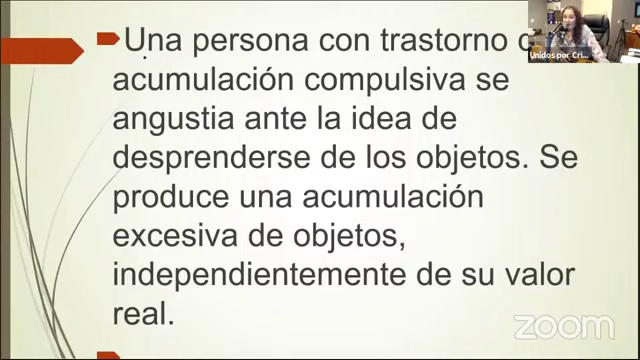 Una persona con trastorno
acumulación compulsiva se
angustia ante la idea de
desprenderse de los objetos. Se
produce una acumulación
excesiva de objetos,
independientemente de su valor
real.
Unidos por Cri...
zoom